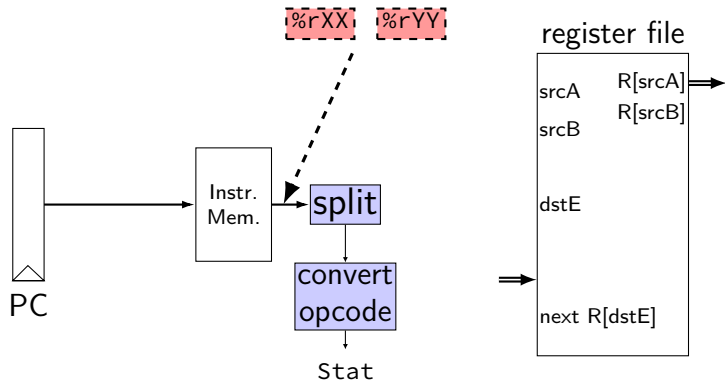 %rXX %rYY
register file
srcA R[srcA]
srcB R[srcB]
Instr.
Mem.
split
dstE
convert
opcode
PC
next R[dstE]
Stat